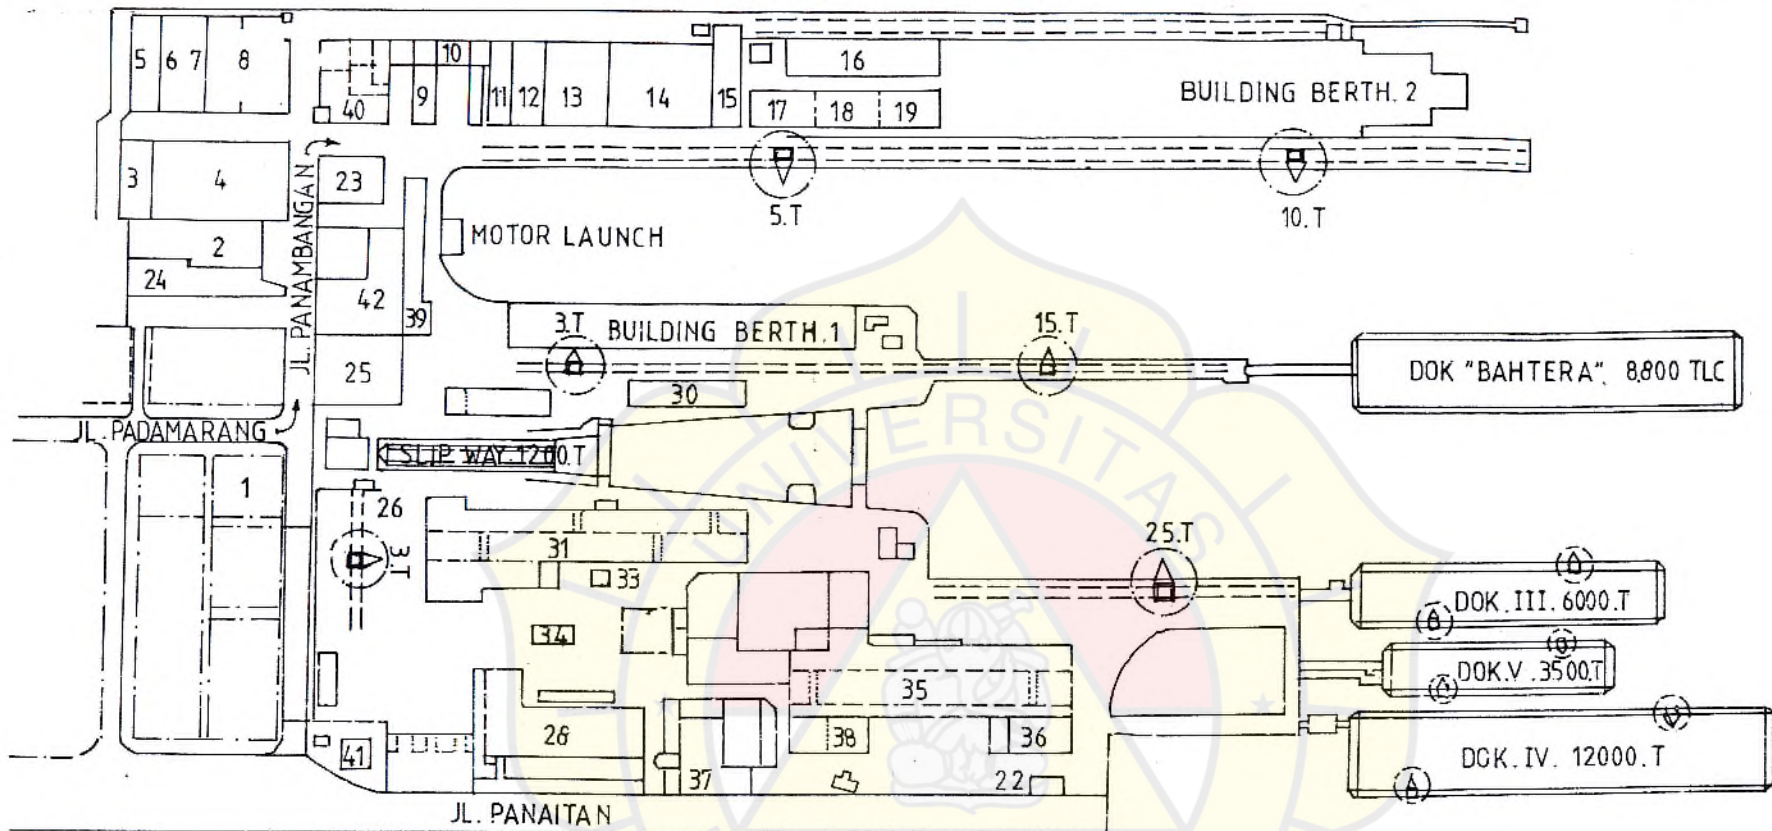 5 6 7 8
10
40 9 11 12 13 14 15
16
17 18 19
BUILDING BERTH. 2
3 4
23
JL. PANAMBANGAN
5.T
10.T
2
MOTOR LAUNCH
24
42
39
3.T
BUILDING BERTH.1
15.T
25
30
DOK "BAHTERA". 8,800 TLC
JL. PADAMARANG
SLIP WAY. 1200.T
1
26
3.T
31
33
25.T
DOK. III. 6000.T
34
DOK.V. 3500.T
35
28
38
36
41
37
22
DOK. IV. 12000.T
JL. PANAITAN
UNIVERSITAS